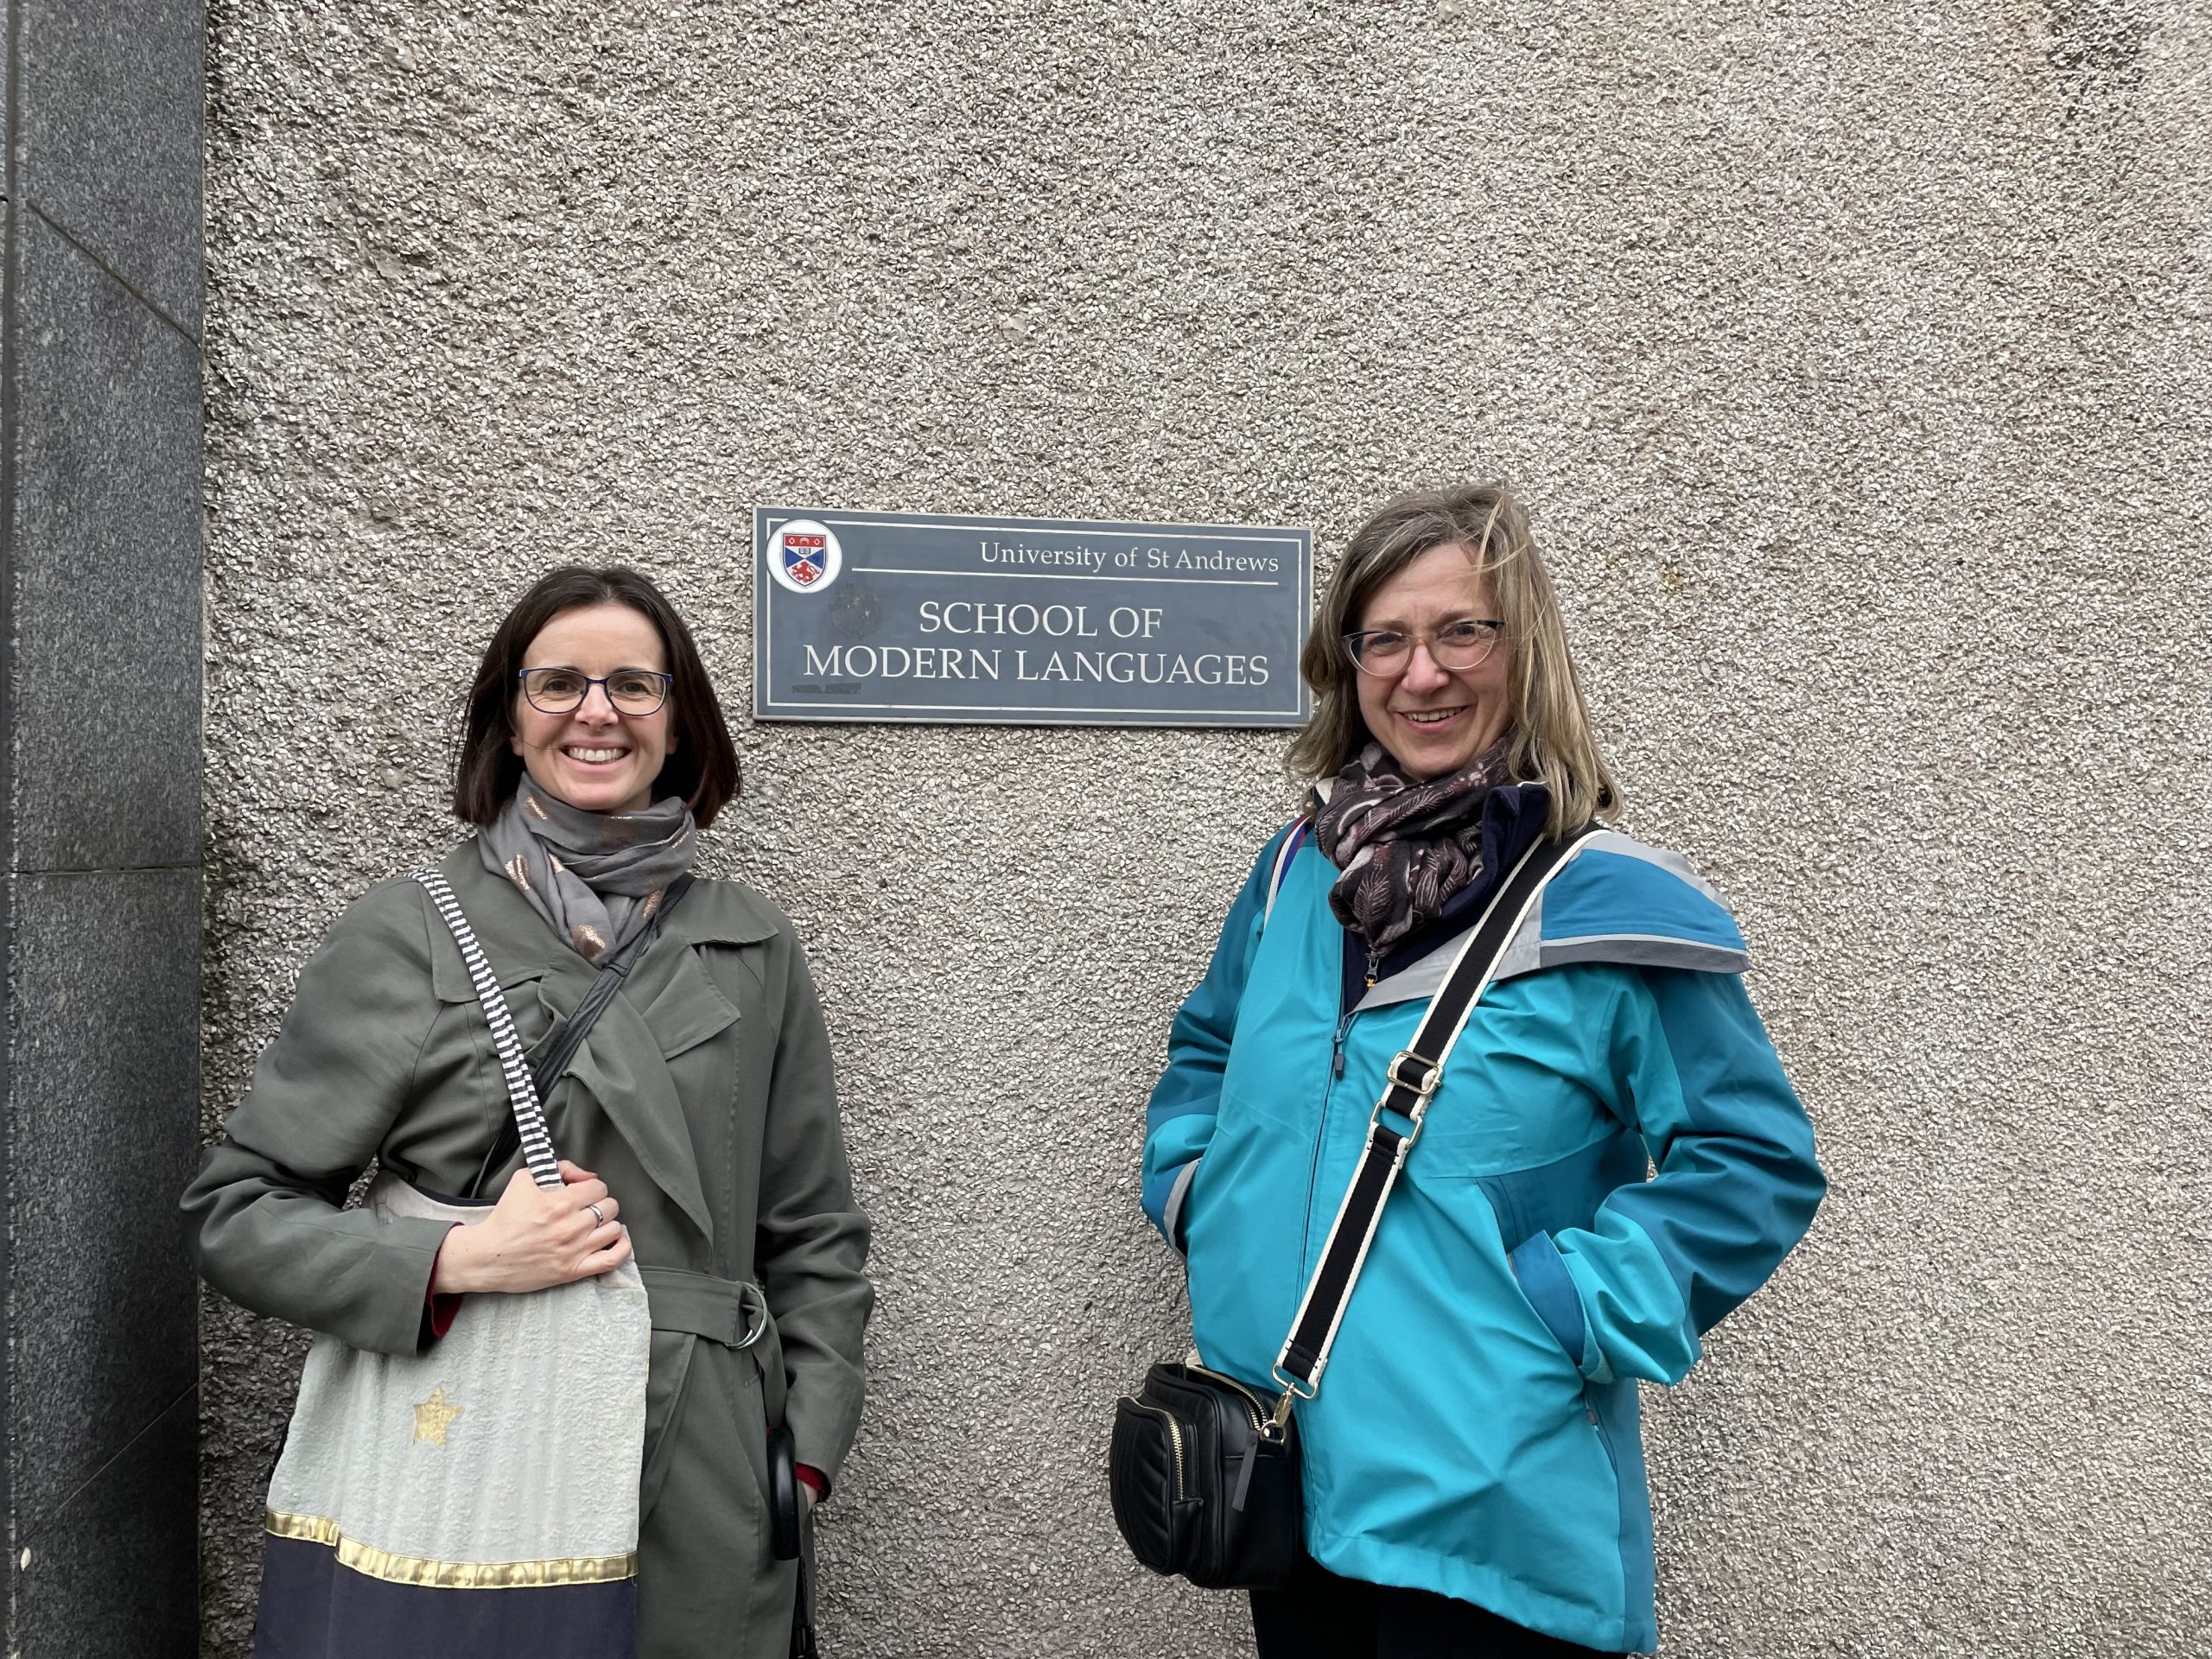 University of St Andrews
SCHOOL OF
MODERN LANGUAGES